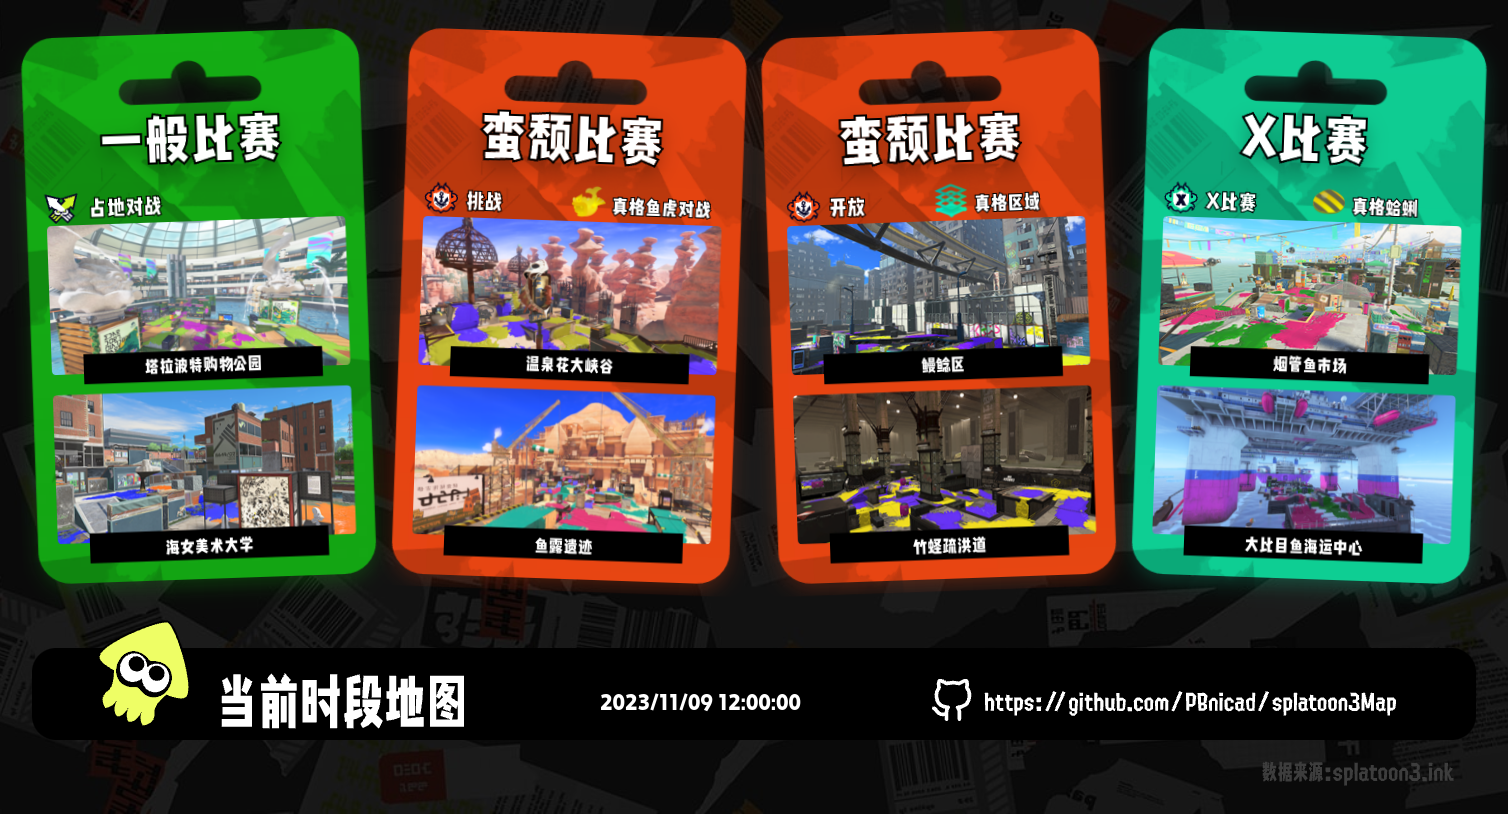 一般比赛
占地对战
塔拉波特购物公园
海女美术大学
蛮颓比赛
挑战
真格鱼虎对战
温泉花大峡谷
鱼露遗迹
蛮颓比赛
开放
真格区域
鳗鲶区
竹蛏疏洪道
X比赛
X比赛
真格蛤蜊
烟管鱼市场
大比目鱼海运中心
当前时段地图
2023/11/09 12:00:00
https://github.com/PBnicad/splatoon3Map
数据来源:splatoon3.ink